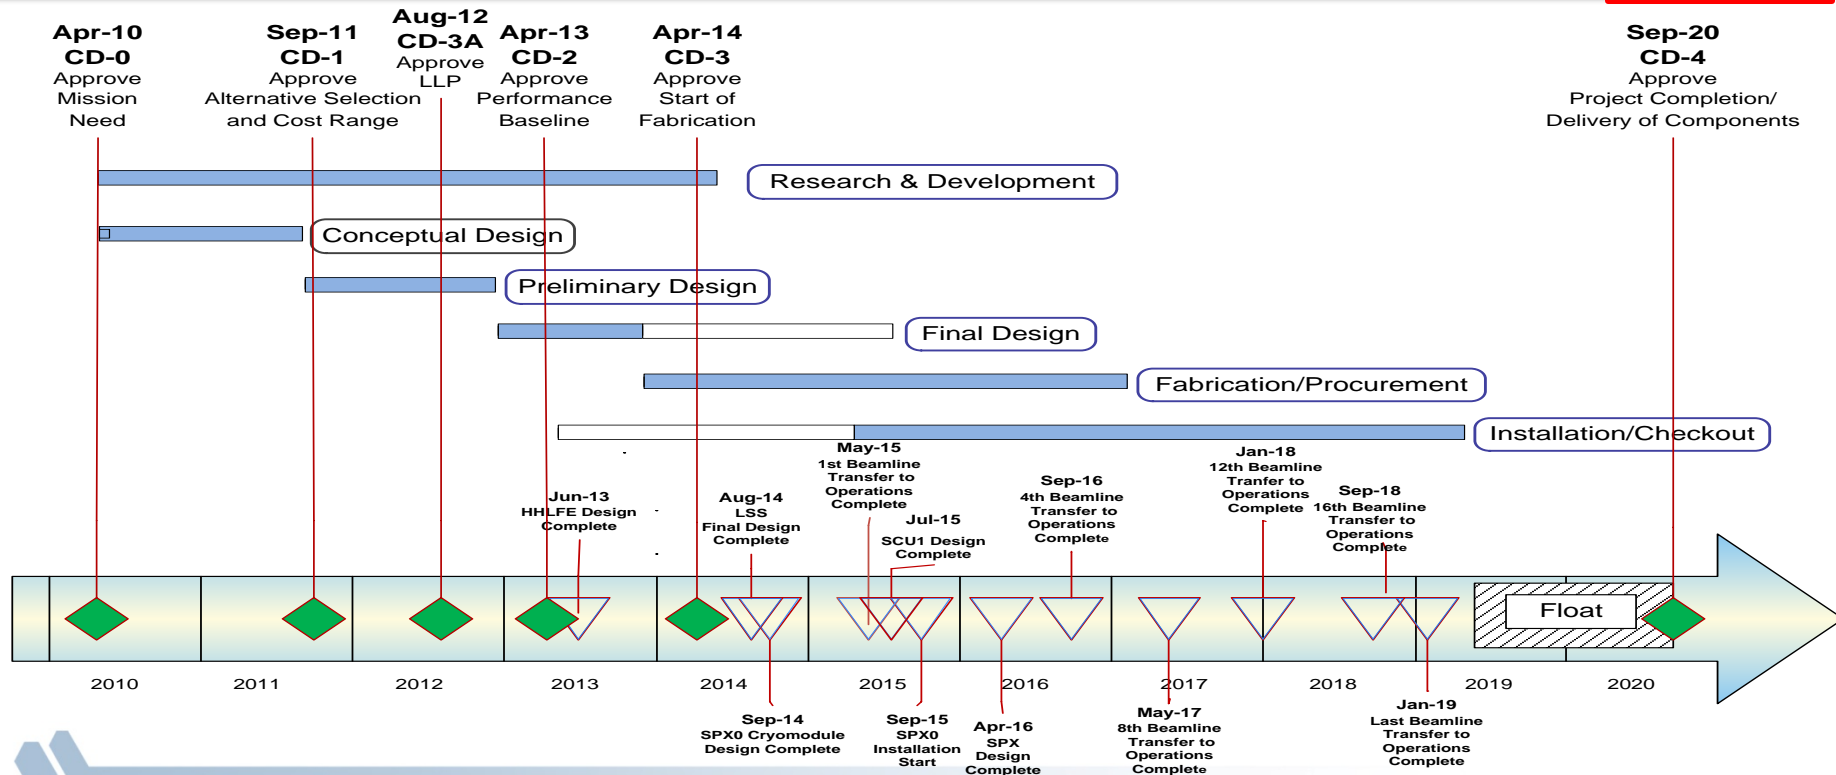 Apr-10
CD-0
Approve
Mission
Need
Sep-11
CD-1
Approve
Alternative Selection
and Cost Range
Aug-12
CD-3A
Approve
LLP
Apr-13
CD-2
Approve
Performance
Baseline
Apr-14
CD-3
Approve
Start of
Fabrication
Sep-20
CD-4
Approve
Project Completion/
Delivery of Components
Research & Development
Conceptual Design
Preliminary Design
Final Design
Fabrication/Procurement
Installation/Checkout
Jun-13
HHLFE Design
Complete
Aug-14
LSS
Final Design
Complete
May-15
1st Beamline
Transfer to
Operations
Complete
Jul-15
SCU1 Design
Complete
Sep-16
4th Beamline
Transfer to
Operations
Complete
Jan-18
12th Beamline
Tranfer to
Operations
Complete
Sep-18
16th Beamline
Transfer to
Operations
Complete
Float
2010
2011
2012
2013
2014
2015
2016
2017
2018
2019
2020
Sep-14
SPX0 Cryomodule
Design Complete
Sep-15
SPX0
Installation
Start
Apr-16
SPX
Design
Complete
May-17
8th Beamline
Transfer to
Operations
Complete
Jan-19
Last Beamline
Transfer to
Operations
Complete